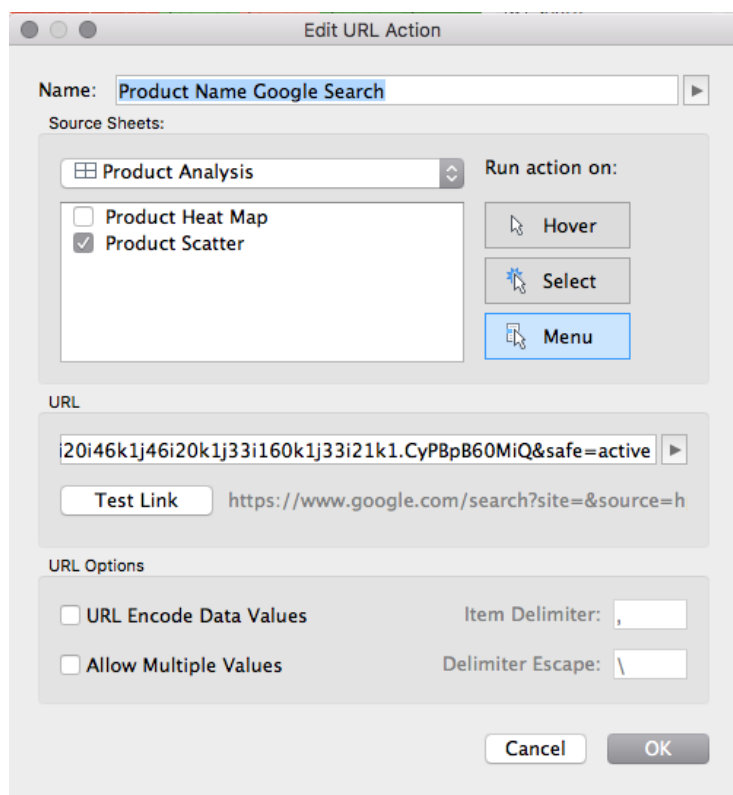 Edit URL Action
Name: Product Name Google Search
Source Sheets:
Product Analysis
Run action on:
Product Heat Map
Product Scatter
Hover
Select
Menu
URL
i20i46k1j46i20k1j33i160k1j33i21k1.CyPBpB60MiQ&safe=active
Test Link https://www.google.com/search?site=&source=h
URL Options
URL Encode Data Values Item Delimiter: ,
Allow Multiple Values Delimiter Escape: \
Cancel OK